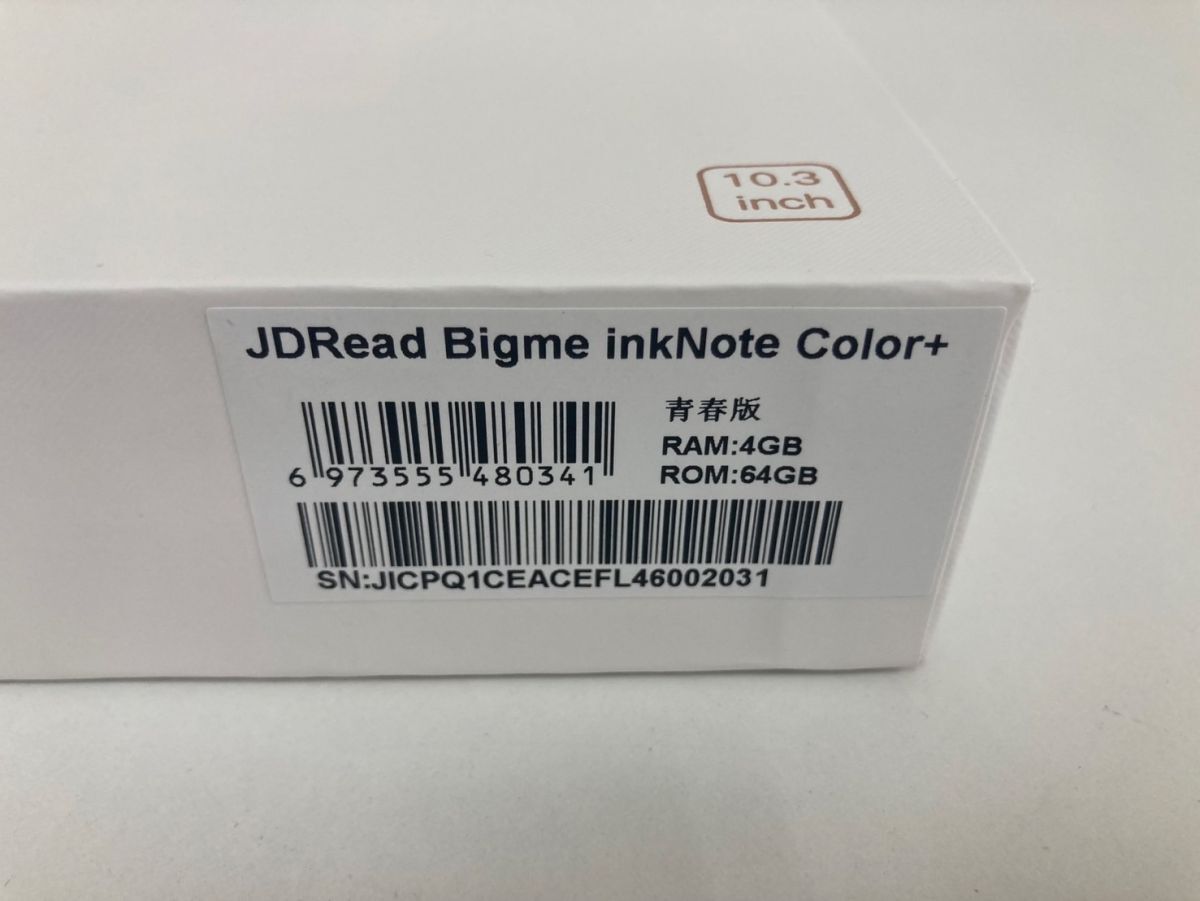 10.3
inch
JDRead Bigme inkNote Color+
青春版
RAM:4GB
ROM:64GB
6 973555 480341
SN:JICPQ1CEACEFL46002031